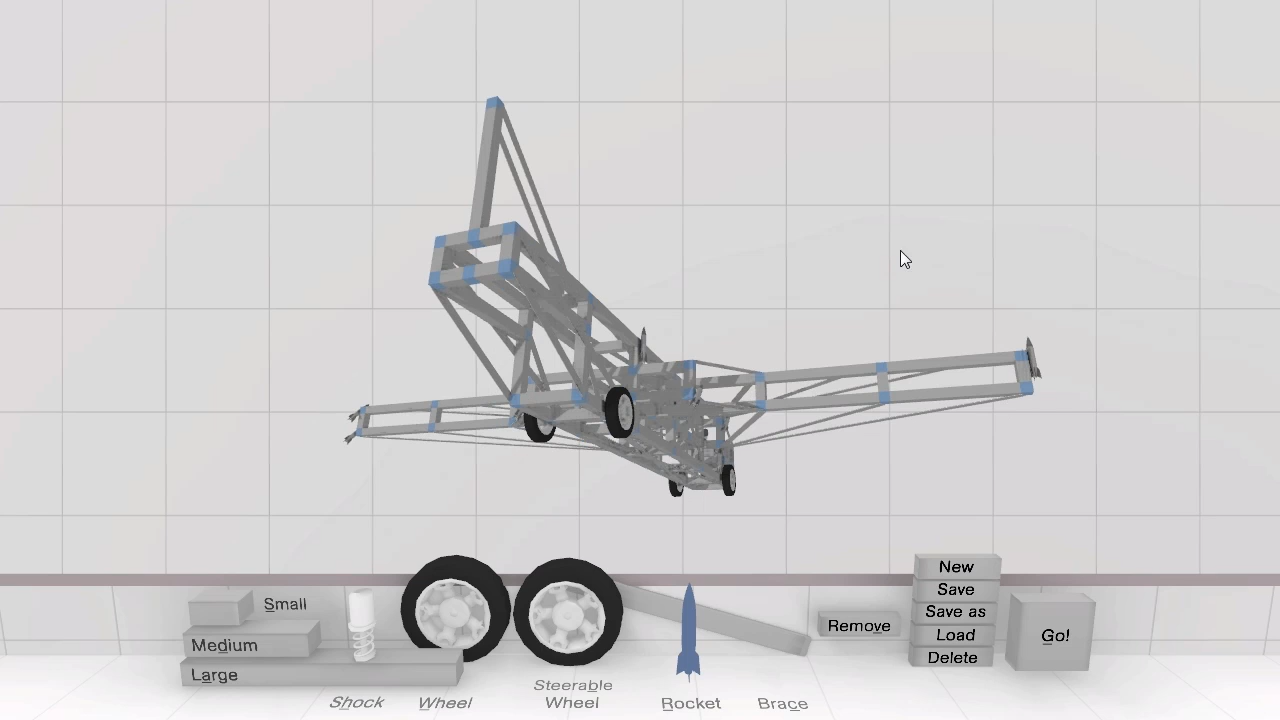 Small
Medium
Large
Shock
Wheel
Steerable
Wheel
Rocket
Brace
Remove
New
Save
Save as
Load
Delete
Go!